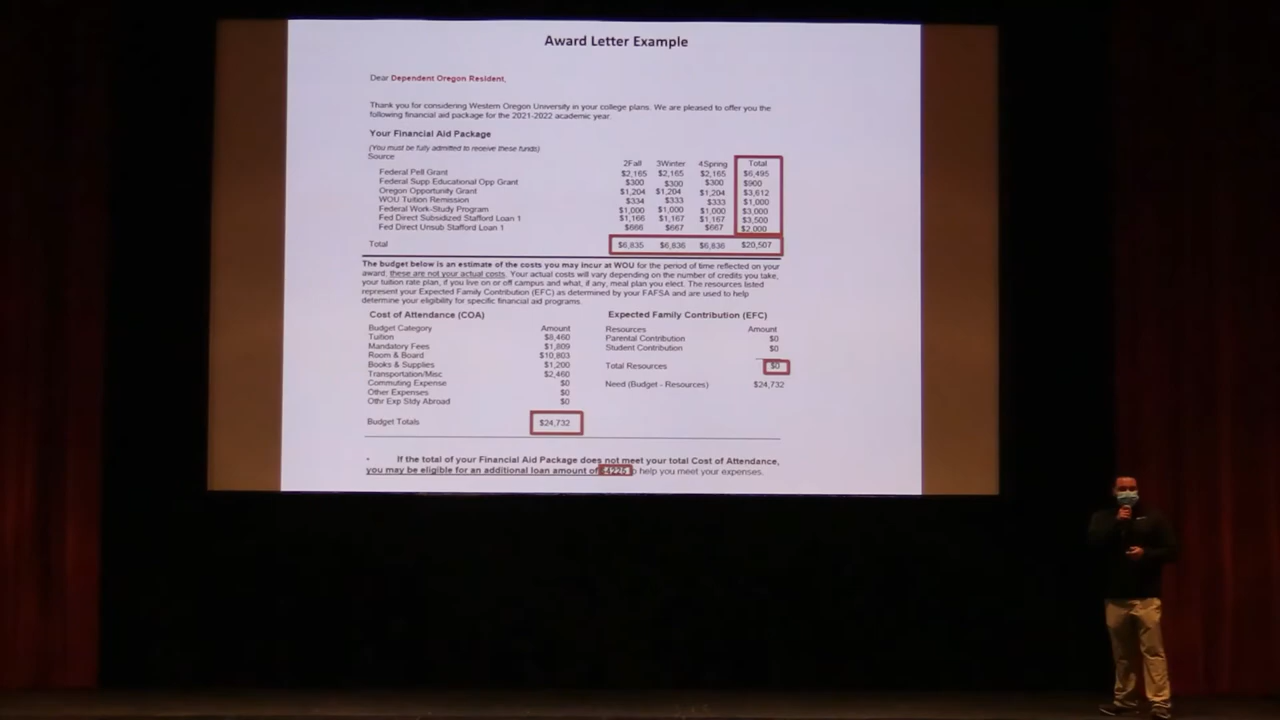 Award Letter Example
Dear Dependent Oregon Resident,
Thank you for considering Western Oregon University in your college plans. We are pleased to offer you the
following financial aid package for the 2021-2022 academic year.
Your Financial Aid Package
(You must be fully admitted to receive these funds)
Source 2Fall 3Winter 4Spring Total
Federal Pell Grant $2,165 $2,165 $2,165 $6,495
Federal Supp Educational Opp Grant $300 $300 $300 $900
Oregon Opportunity Grant $1,204 $1,204 $1,204 $3,612
WOU Tuition Remission $334 $333 $333 $1,000
Federal Work-Study Program $1,000 $1,000 $1,000 $3,000
Fed Direct Subsidized Stafford Loan 1 $1,166 $1,167 $1,167 $3,500
Fed Direct Unsub Stafford Loan 1 $666 $667 $667 $2,000
Total $6,835 $6,836 $6,836 $20,507
The budget below is an estimate of the costs you may incur at WOU for the period of time reflected on your
award; these are not your actual costs. Your actual costs will vary depending on the number of credits you take,
your tuition rate plan, if you live on or off campus and what, if any, meal plan you elect. The resources listed
represent your Expected Family Contribution (EFC) as determined by your FAFSA and are used to help
determine your eligibility for specific financial aid programs.
Cost of Attendance (COA) Expected Family Contribution (EFC)
Budget Category Amount Resources Amount
Tuition $8,460 Parental Contribution $0
Mandatory Fees $1,809 Student Contribution $0
Room & Board $10,803
Books & Supplies $1,200 Total Resources $0
Transportation/Misc $2,460
Commuting Expense $0 Need (Budget - Resources) $24,732
Other Expenses $0
Othr Exp Stdy Abroad $0
Budget Totals $24,732
- If the total of your Financial Aid Package does not meet your total Cost of Attendance,
you may be eligible for an additional loan amount of help you meet your expenses.